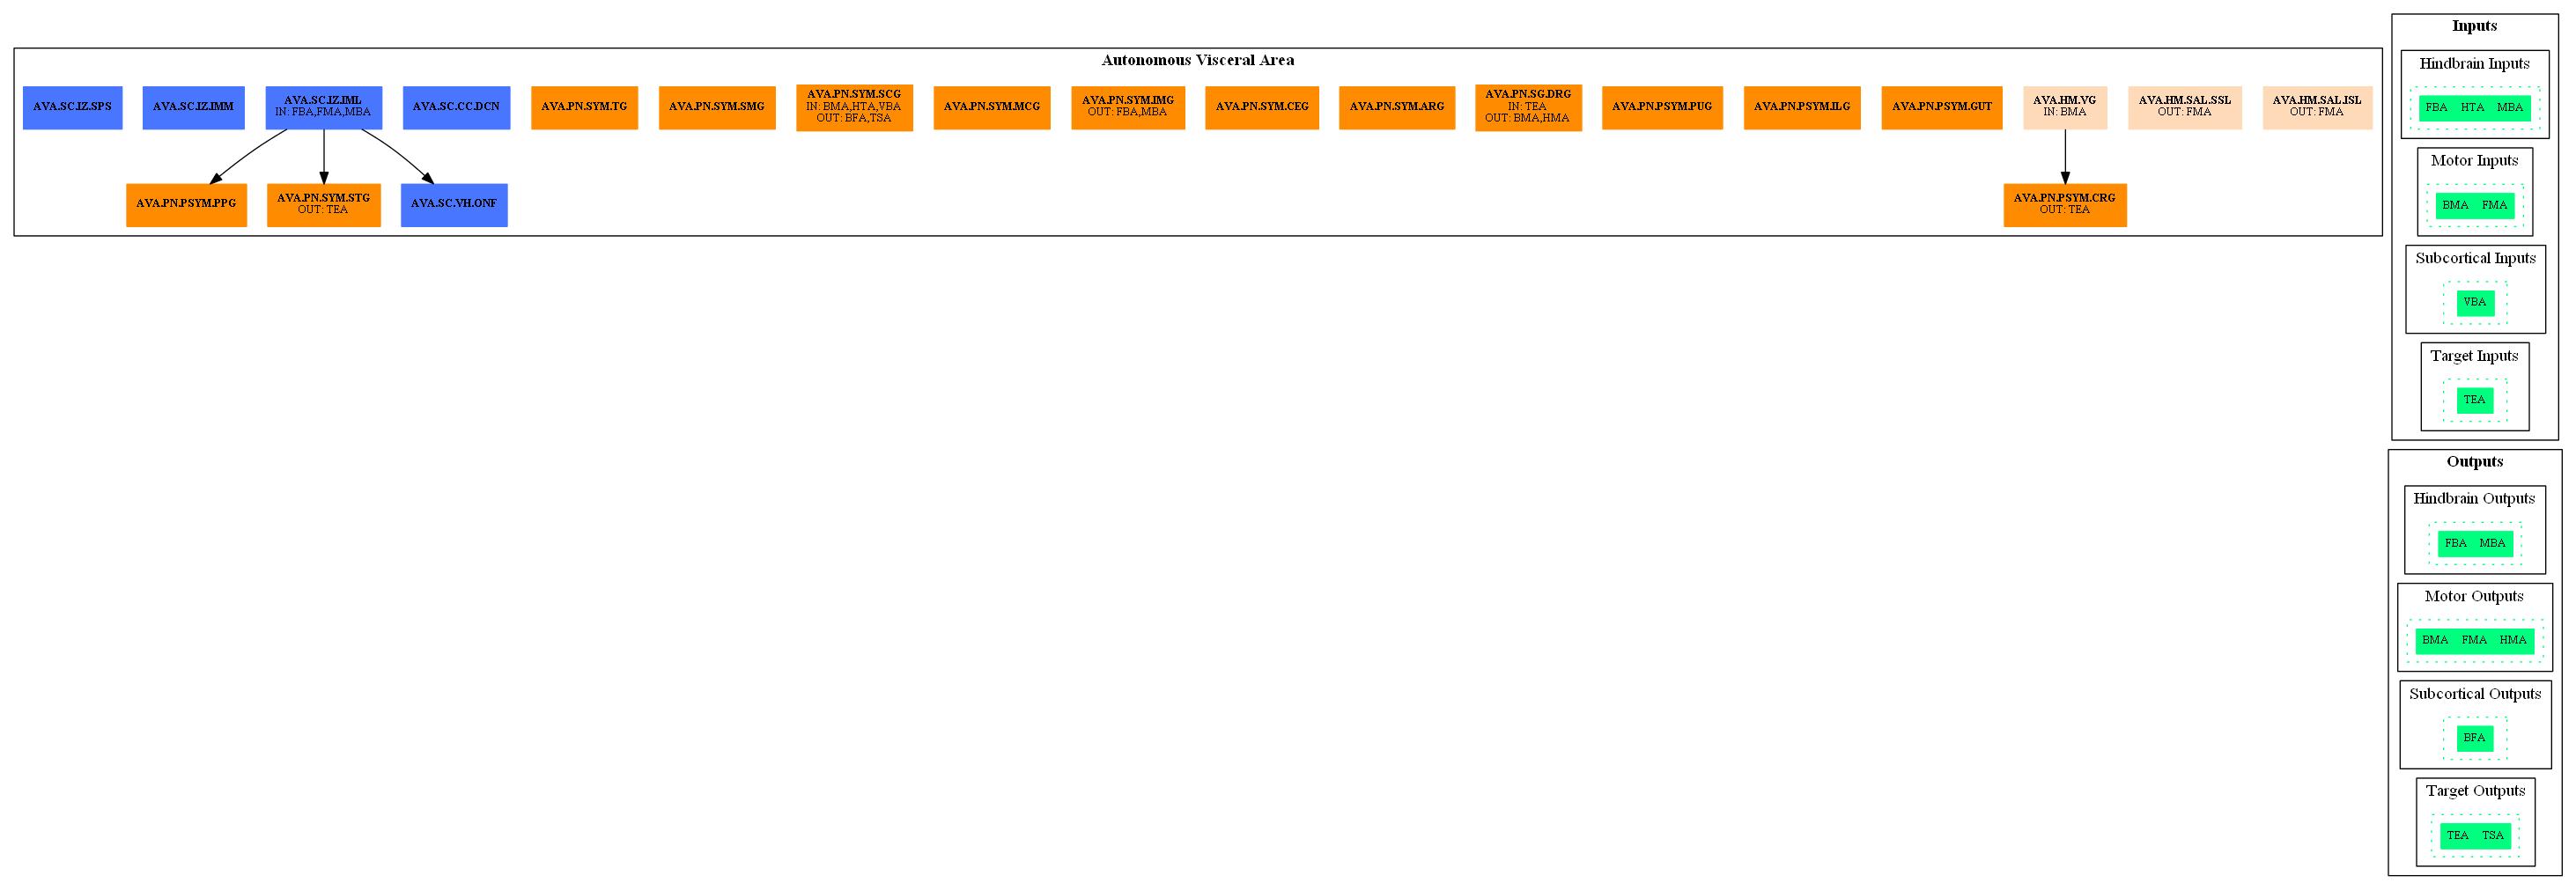 Autonomous Visceral Area
AVA.SC.IZ.SPS
AVA.SC.IZ.IMM
AVA.SC.IZ.IML
IN: FBA,FMA,MBA
AVA.SC.CC.DCN
AVA.PN.SYM.TG
AVA.PN.SYM.SMG
AVA.PN.SYM.SCG
IN: BMA,HTA,VBA
OUT: BFA,TSA
AVA.PN.SYM.MCG
AVA.PN.SYM.IMG
OUT: FBA,MBA
AVA.PN.SYM.CEG
AVA.PN.SYM.ARG
AVA.PN.SG.DRG
IN: TEA
OUT: BMA,HMA
AVA.PN.PSYM.PUG
AVA.PN.PSYM.ILG
AVA.PN.PSYM.GUT
AVA.HM.VG
IN: BMA
AVA.HM.SAL.SSL
OUT: FMA
AVA.HM.SAL.ISL
OUT: FMA
AVA.PN.PSYM.PPG
AVA.PN.SYM.STG
OUT: TEA
AVA.SC.VH.ONF
AVA.PN.PSYM.CRG
OUT: TEA
Inputs
Hindbrain Inputs
FBA HTA MBA
Motor Inputs
BMA FMA
Subcortical Inputs
VBA
Target Inputs
TEA
Outputs
Hindbrain Outputs
FBA MBA
Motor Outputs
BMA FMA HMA
Subcortical Outputs
BFA
Target Outputs
TEA TSA